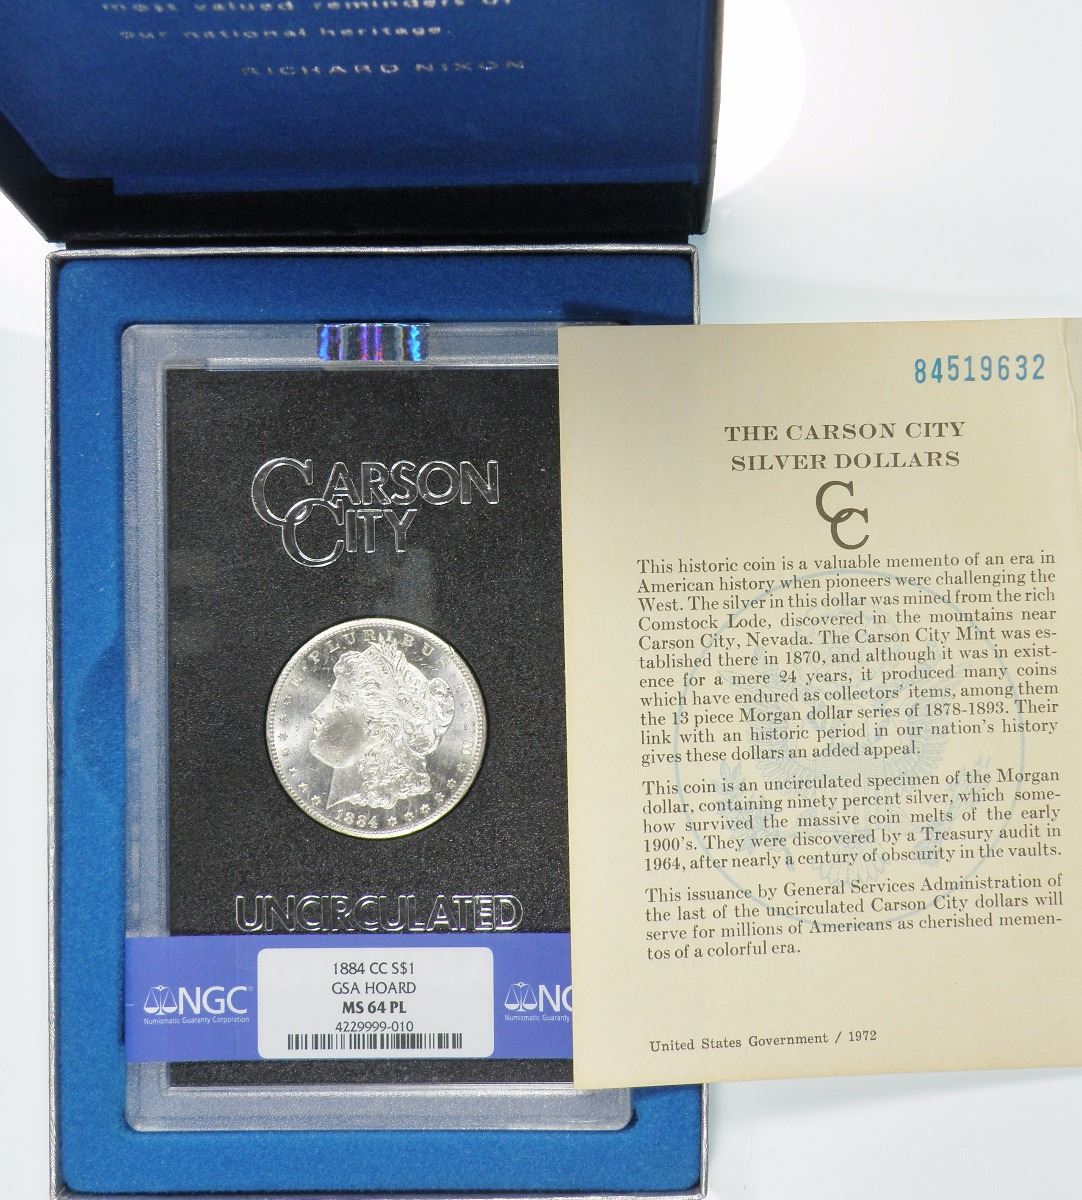 most valued reminders of
our national heritage.
RICHARD NIXON
CARSON
CITY
PLURIBUS
1884
UNCIRCULATED
NGC
Numismatic Guaranty Corporation
1884 CC S$1
GSA HOARD
MS 64 PL
4229999-010
NG
Numismatic Guaranty
84519632
THE CARSON CITY
SILVER DOLLARS
CC
This historic coin is a valuable memento of an era in
American history when pioneers were challenging the
West. The silver in this dollar was mined from the rich
Comstock Lode, discovered in the mountains near
Carson City, Nevada. The Carson City Mint was es-
tablished there in 1870, and although it was in exist-
ence for a mere 24 years, it produced many coins
which have endured as collectors' items, among them
the 13 piece Morgan dollar series of 1878-1893. Their
link with an historic period in our nation's history
gives these dollars an added appeal.
This coin is an uncirculated specimen of the Morgan
dollar, containing ninety percent silver, which some-
how survived the massive coin melts of the early
1900's. They were discovered by a Treasury audit in
1964, after nearly a century of obscurity in the vaults.
This issuance by General Services Administration of
the last of the uncirculated Carson City dollars will
serve for millions of Americans as cherished memen-
tos of a colorful era.
United States Government / 1972